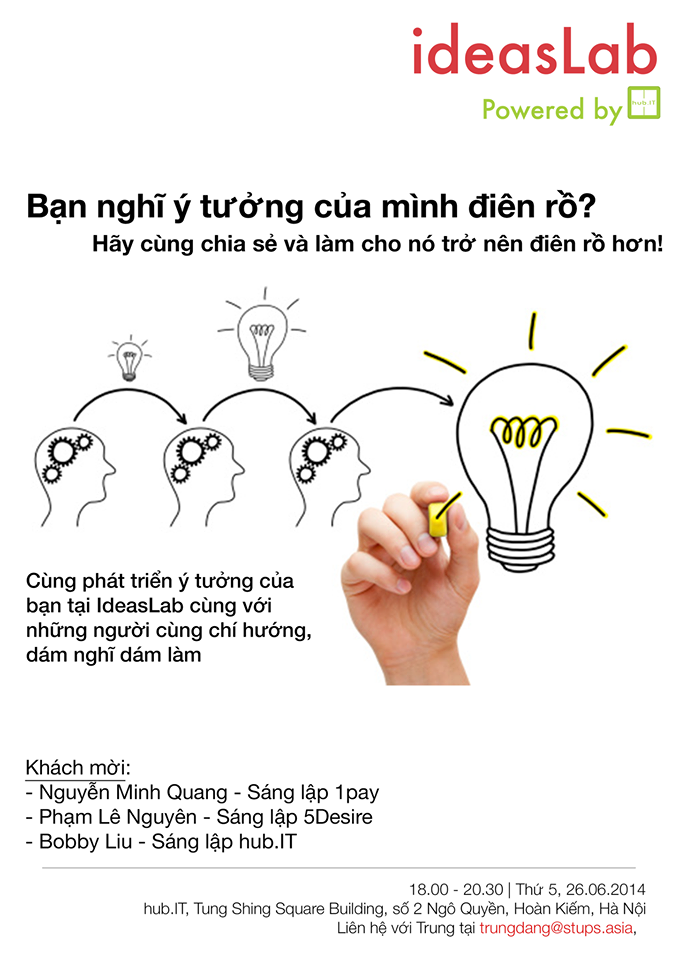 ideasLab
Powered by hub.IT
Bạn nghĩ ý tưởng của mình điên rồ?
Hãy cùng chia sẻ và làm cho nó trở nên điên rồ hơn!
Cùng phát triển ý tưởng của
bạn tại IdeasLab cùng với
những người cùng chí hướng,
dám nghĩ dám làm
Khách mời:
- Nguyễn Minh Quang - Sáng lập 1pay
- Phạm Lê Nguyên - Sáng lập 5Desire
- Bobby Liu - Sáng lập hub.IT
18.00 - 20.30 | Thứ 5, 26.06.2014
hub.IT, Tung Shing Square Building, số 2 Ngô Quyền, Hoàn Kiếm, Hà Nội
Liên hệ với Trung tại trungdang@stups.asia,